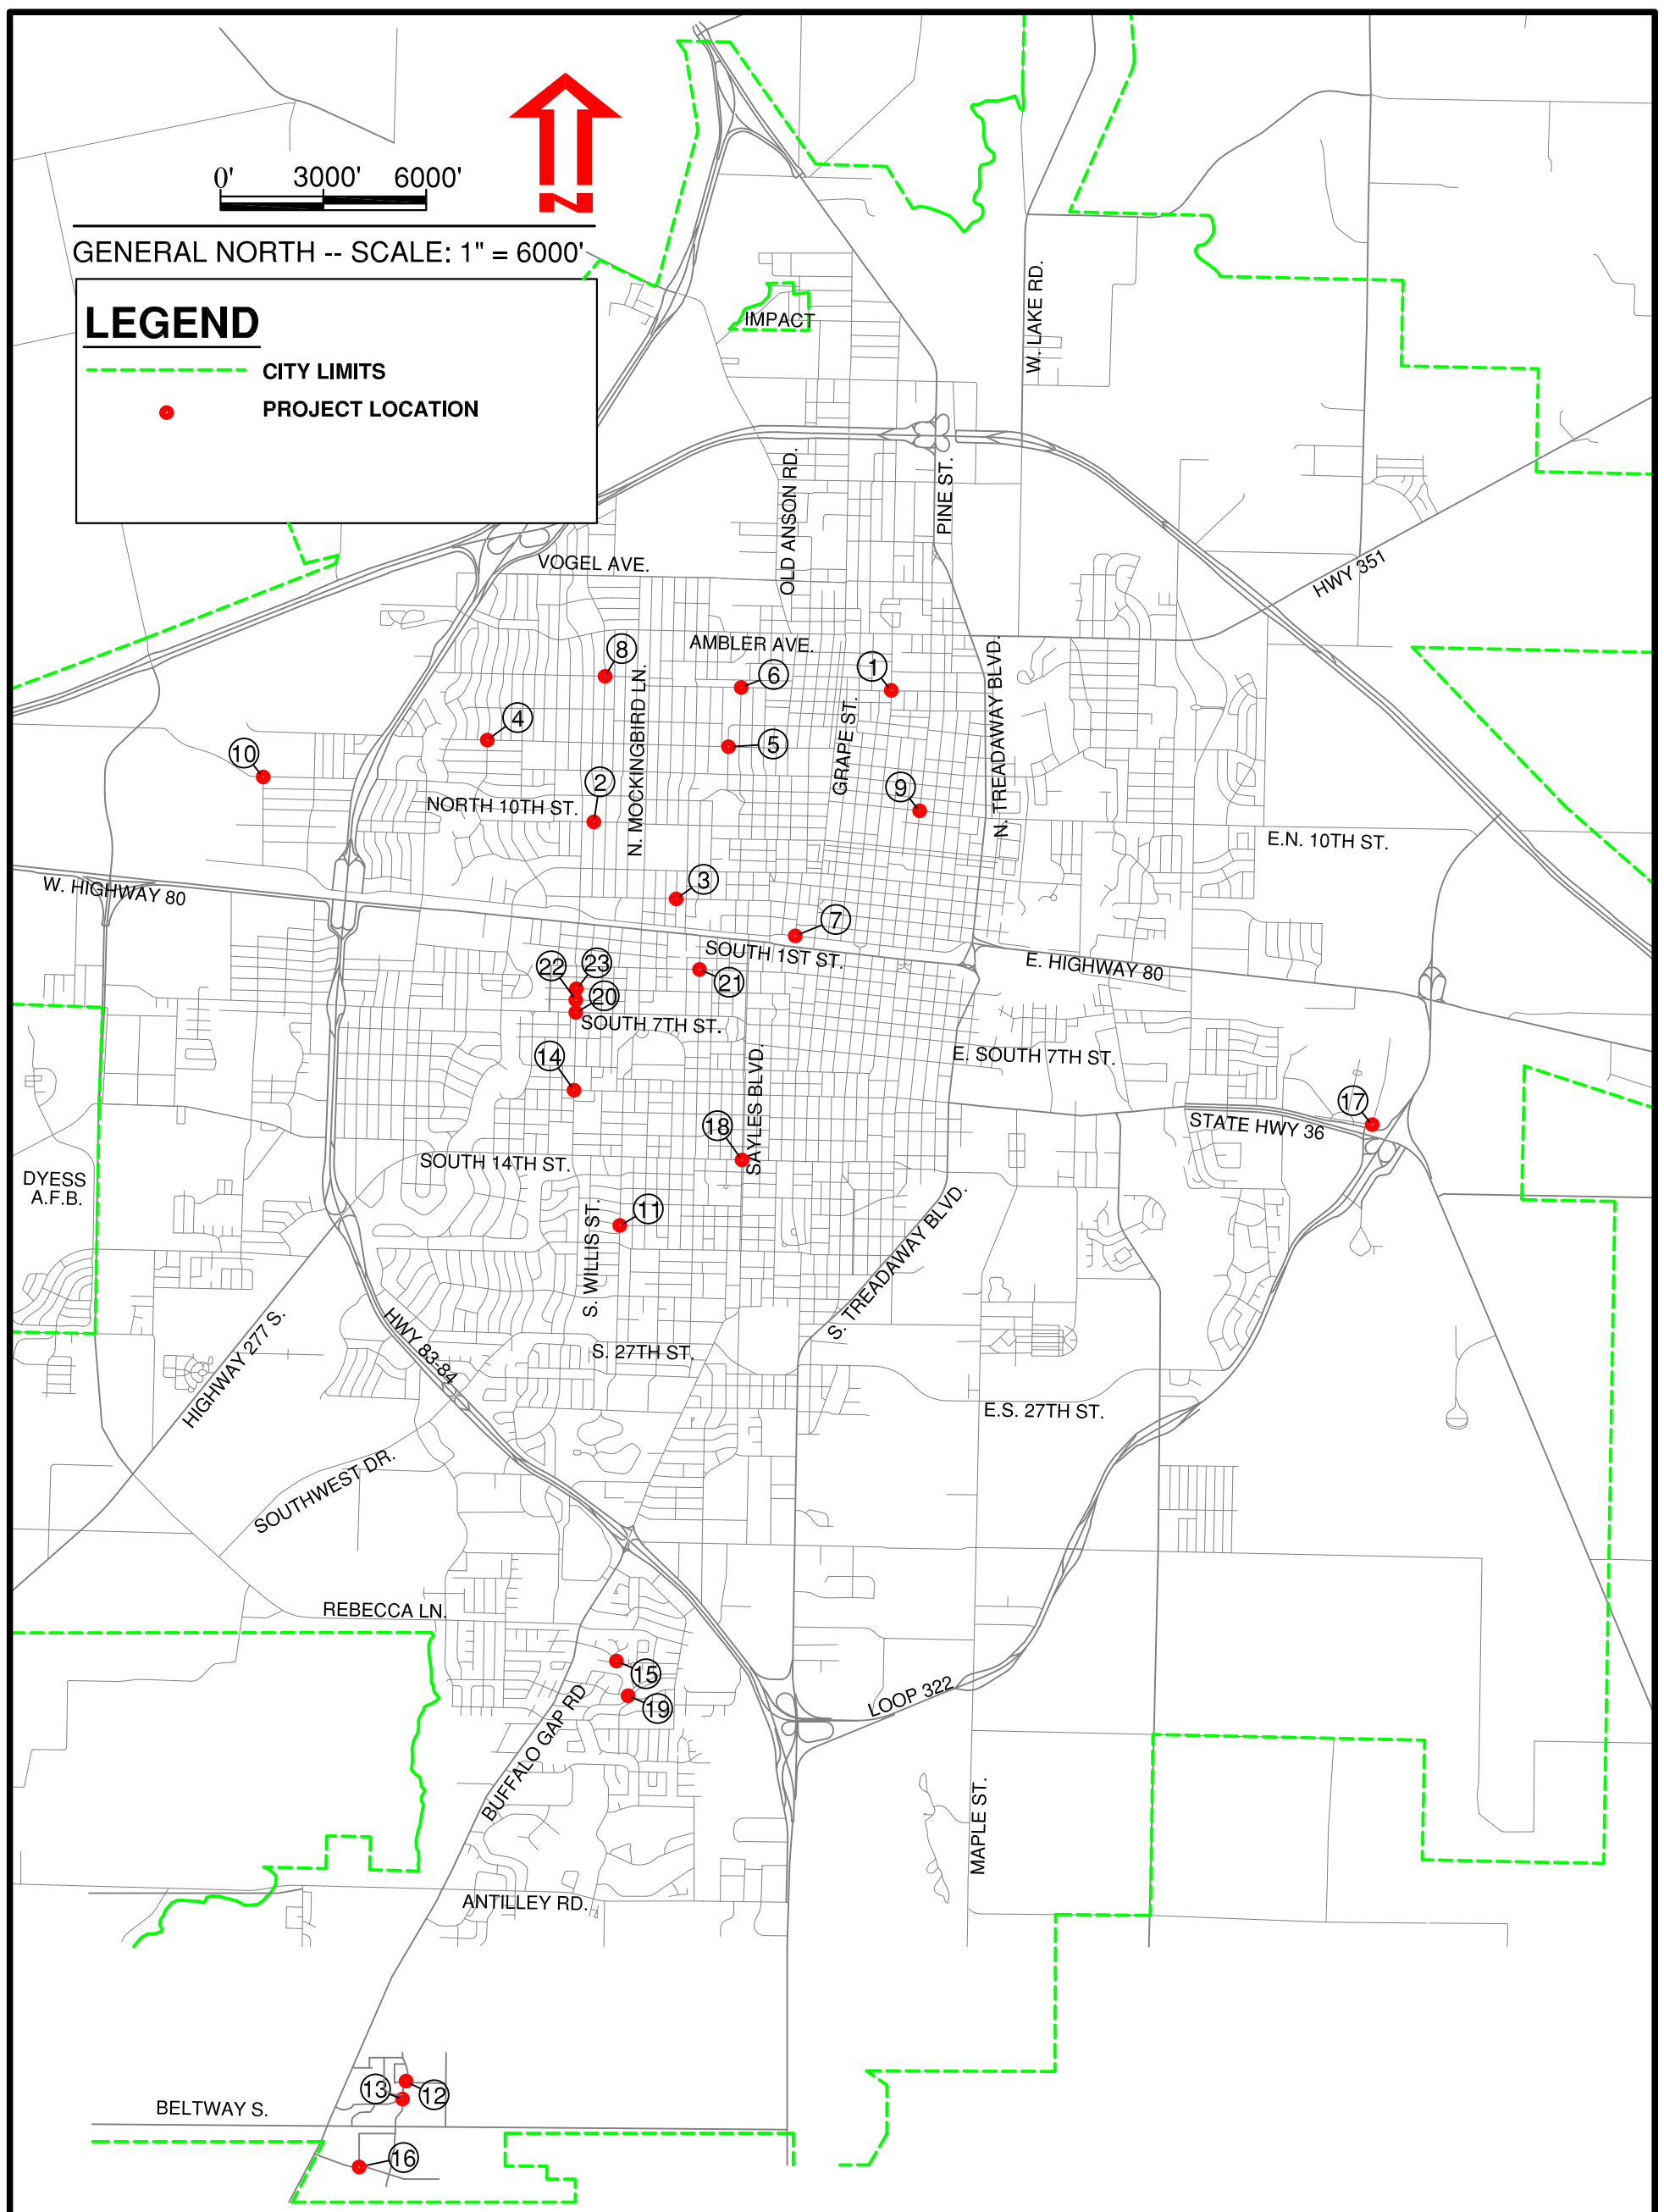 0' 3000' 6000'
N
GENERAL NORTH -- SCALE: 1" = 6000'
LEGEND
CITY LIMITS
PROJECT LOCATION
IMPACT
W. LAKE RD.
OLD ANSON RD.
PINE ST.
VOGEL AVE.
HWY 351
AMBLER AVE.
8
6
1
N. MOCKINGBIRD LN.
N. TREADAWAY BLVD.
GRAPE ST.
4
5
10
2
9
NORTH 10TH ST.
E.N. 10TH ST.
W. HIGHWAY 80
3
7
SOUTH 1ST ST.
E. HIGHWAY 80
22
23
21
20
SOUTH 7TH ST.
14
E. SOUTH 7TH ST.
SAYLES BLVD.
17
18
STATE HWY 36
SOUTH 14TH ST.
DYESS
A.F.B.
11
S. WILLIS ST.
S. TREADAWAY BLVD.
HIGHWAY 277 S.
HWY 83-84
S. 27TH ST.
E.S. 27TH ST.
SOUTHWEST DR.
REBECCA LN.
15
19
LOOP 322
BUFFALO GAP RD
MAPLE ST.
ANTILLEY RD.
13
12
BELTWAY S.
16